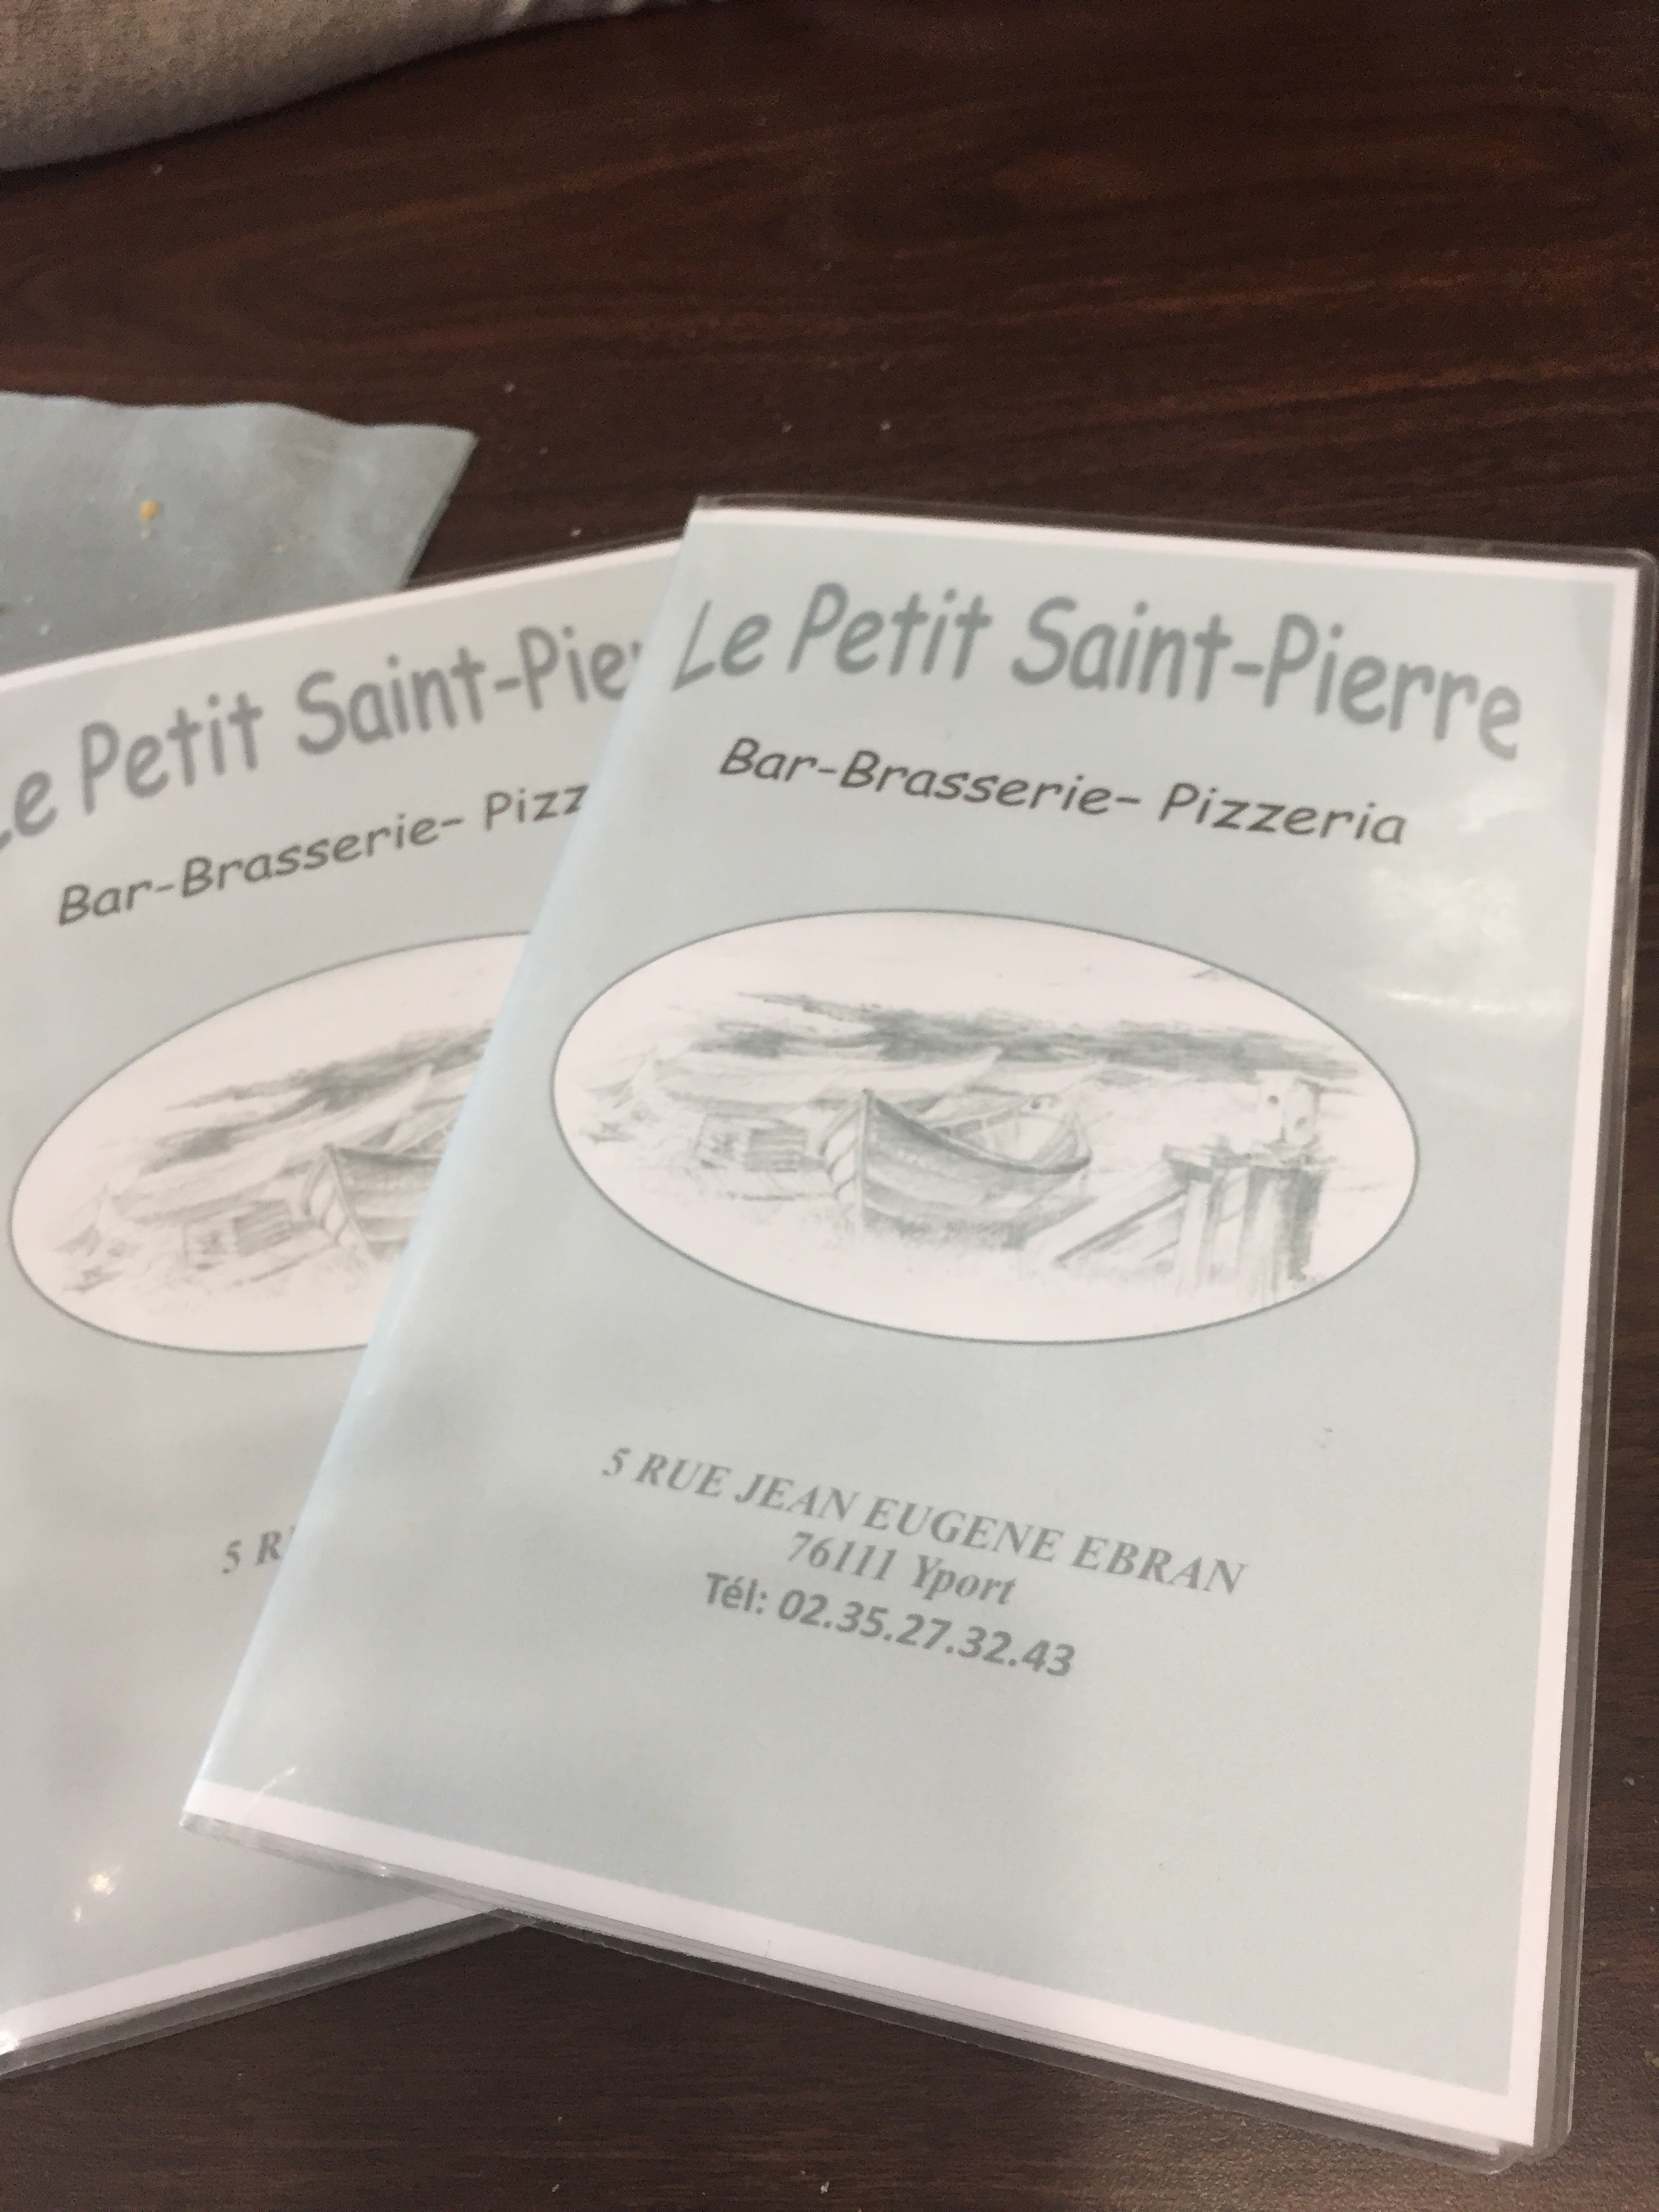 Le Petit Saint-Pierre
Bar-Brasserie- Pizzeria
5 RUE JEAN EUGENE EBRAN
76111 Yport
Tél: 02.35.27.32.43
Le Petit Saint-Pier
Bar-Brasserie- Pizz
5 R